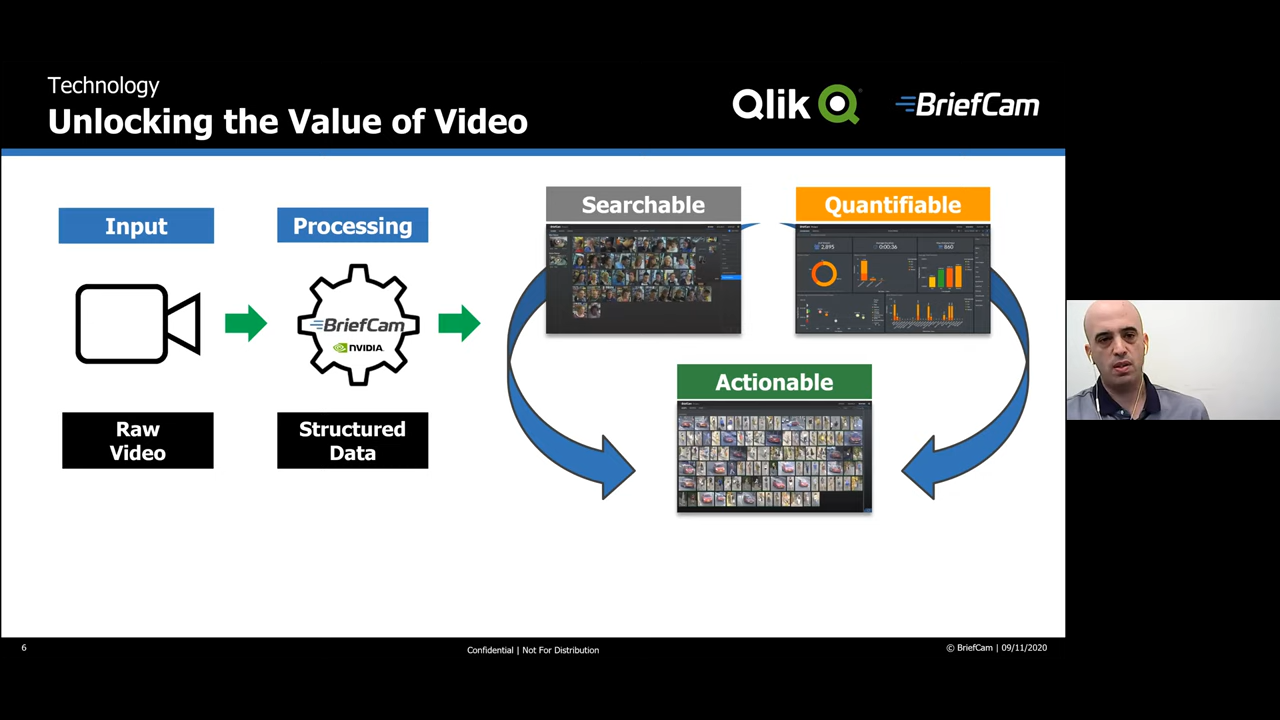 Technology
Unlocking the Value of Video
Qlik
BriefCam
Input
Processing
Searchable
Quantifiable
BriefCam
NVIDIA
Actionable
Raw
Video
Structured
Data
6
Confidential | Not For Distribution
© BriefCam | 09/11/2020